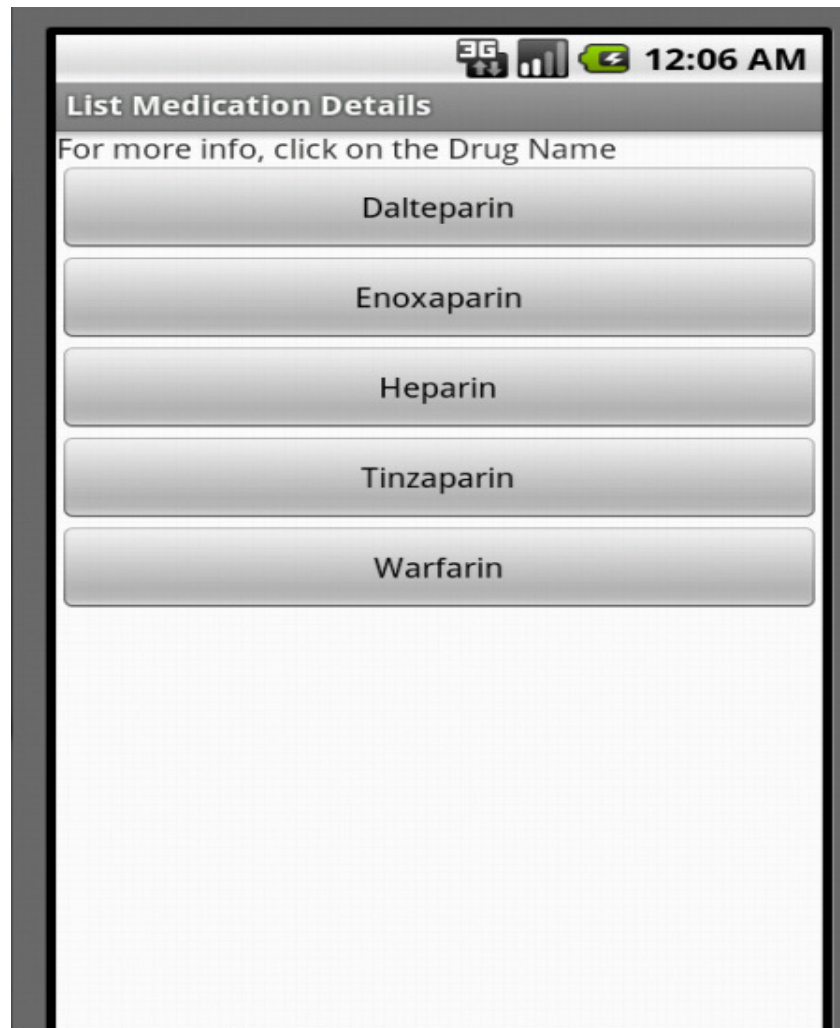 3G 12:06 AM
List Medication Details
For more info, click on the Drug Name
Dalteparin
Enoxaparin
Heparin
Tinzaparin
Warfarin